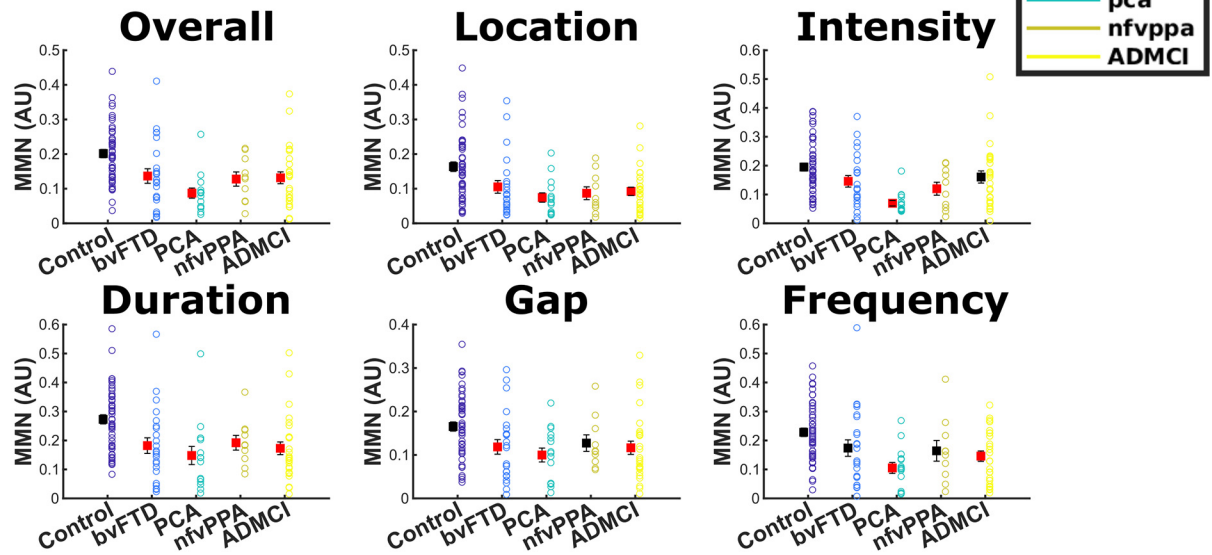 pca
nfvppa
ADMCI
Overall
Location
Intensity
MMN (AU)
0.5
0.4
0.3
0.2
0.1
0
Control
bvFTD
PCA
nfvPPA
ADMCI
MMN (AU)
0.5
0.4
0.3
0.2
0.1
0
Control
bvFTD
PCA
nfvPPA
ADMCI
MMN (AU)
0.6
0.5
0.4
0.3
0.2
0.1
0
Control
bvFTD
PCA
nfvPPA
ADMCI
Duration
Gap
Frequency
MMN (AU)
0.6
0.5
0.4
0.3
0.2
0.1
0
Control
bvFTD
PCA
nfvPPA
ADMCI
MMN (AU)
0.4
0.3
0.2
0.1
0
Control
bvFTD
PCA
nfvPPA
ADMCI
MMN (AU)
0.6
0.5
0.4
0.3
0.2
0.1
0
Control
bvFTD
PCA
nfvPPA
ADMCI